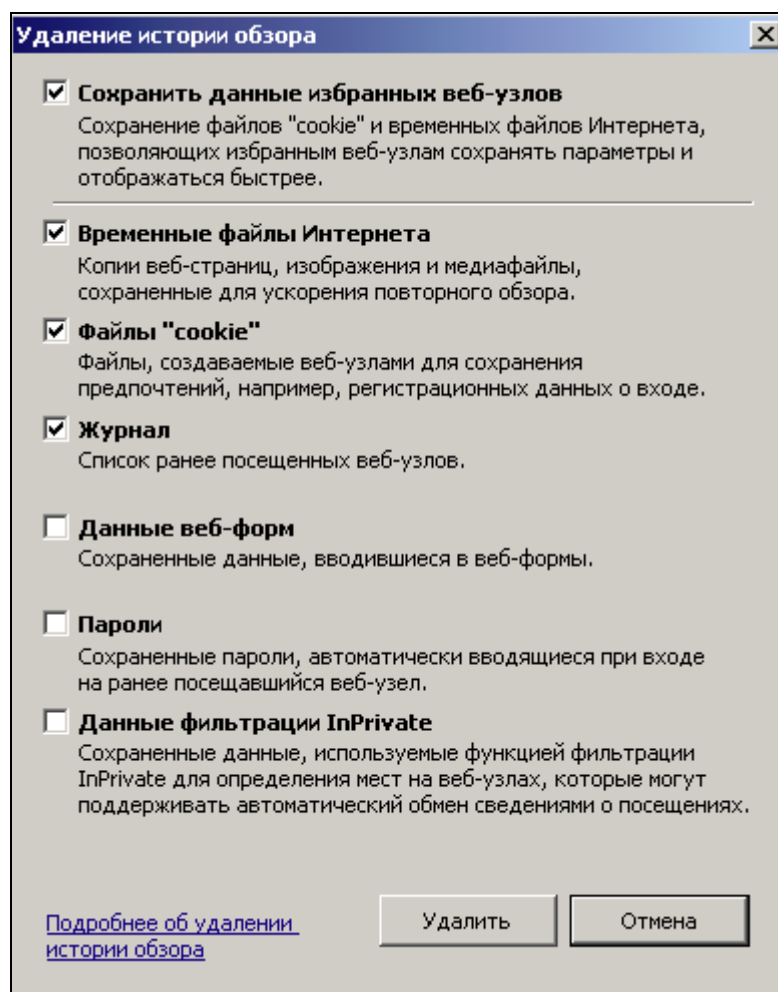 Удаление истории обзора
Сохранить данные избранных веб-узлов
Сохранение файлов "cookie" и временных файлов Интернета,
позволяющих избранным веб-узлам сохранять параметры и
отображаться быстрее.
Временные файлы Интернета
Копии веб-страниц, изображения и медиафайлы,
сохраненные для ускорения повторного обзора.
Файлы "cookie"
Файлы, создаваемые веб-узлами для сохранения
предпочтений, например, регистрационных данных о входе.
Журнал
Список ранее посещенных веб-узлов.
Данные веб-форм
Сохраненные данные, вводившиеся в веб-формы.
Пароли
Сохраненные пароли, автоматически вводящиеся при входе
на ранее посещавшийся веб-узел.
Данные фильтрации InPrivate
Сохраненные данные, используемые функцией фильтрации
InPrivate для определения мест на веб-узлах, которые могут
поддерживать автоматический обмен сведениями о посещениях.
Подробнее об удалении
истории обзора
Удалить
Отмена